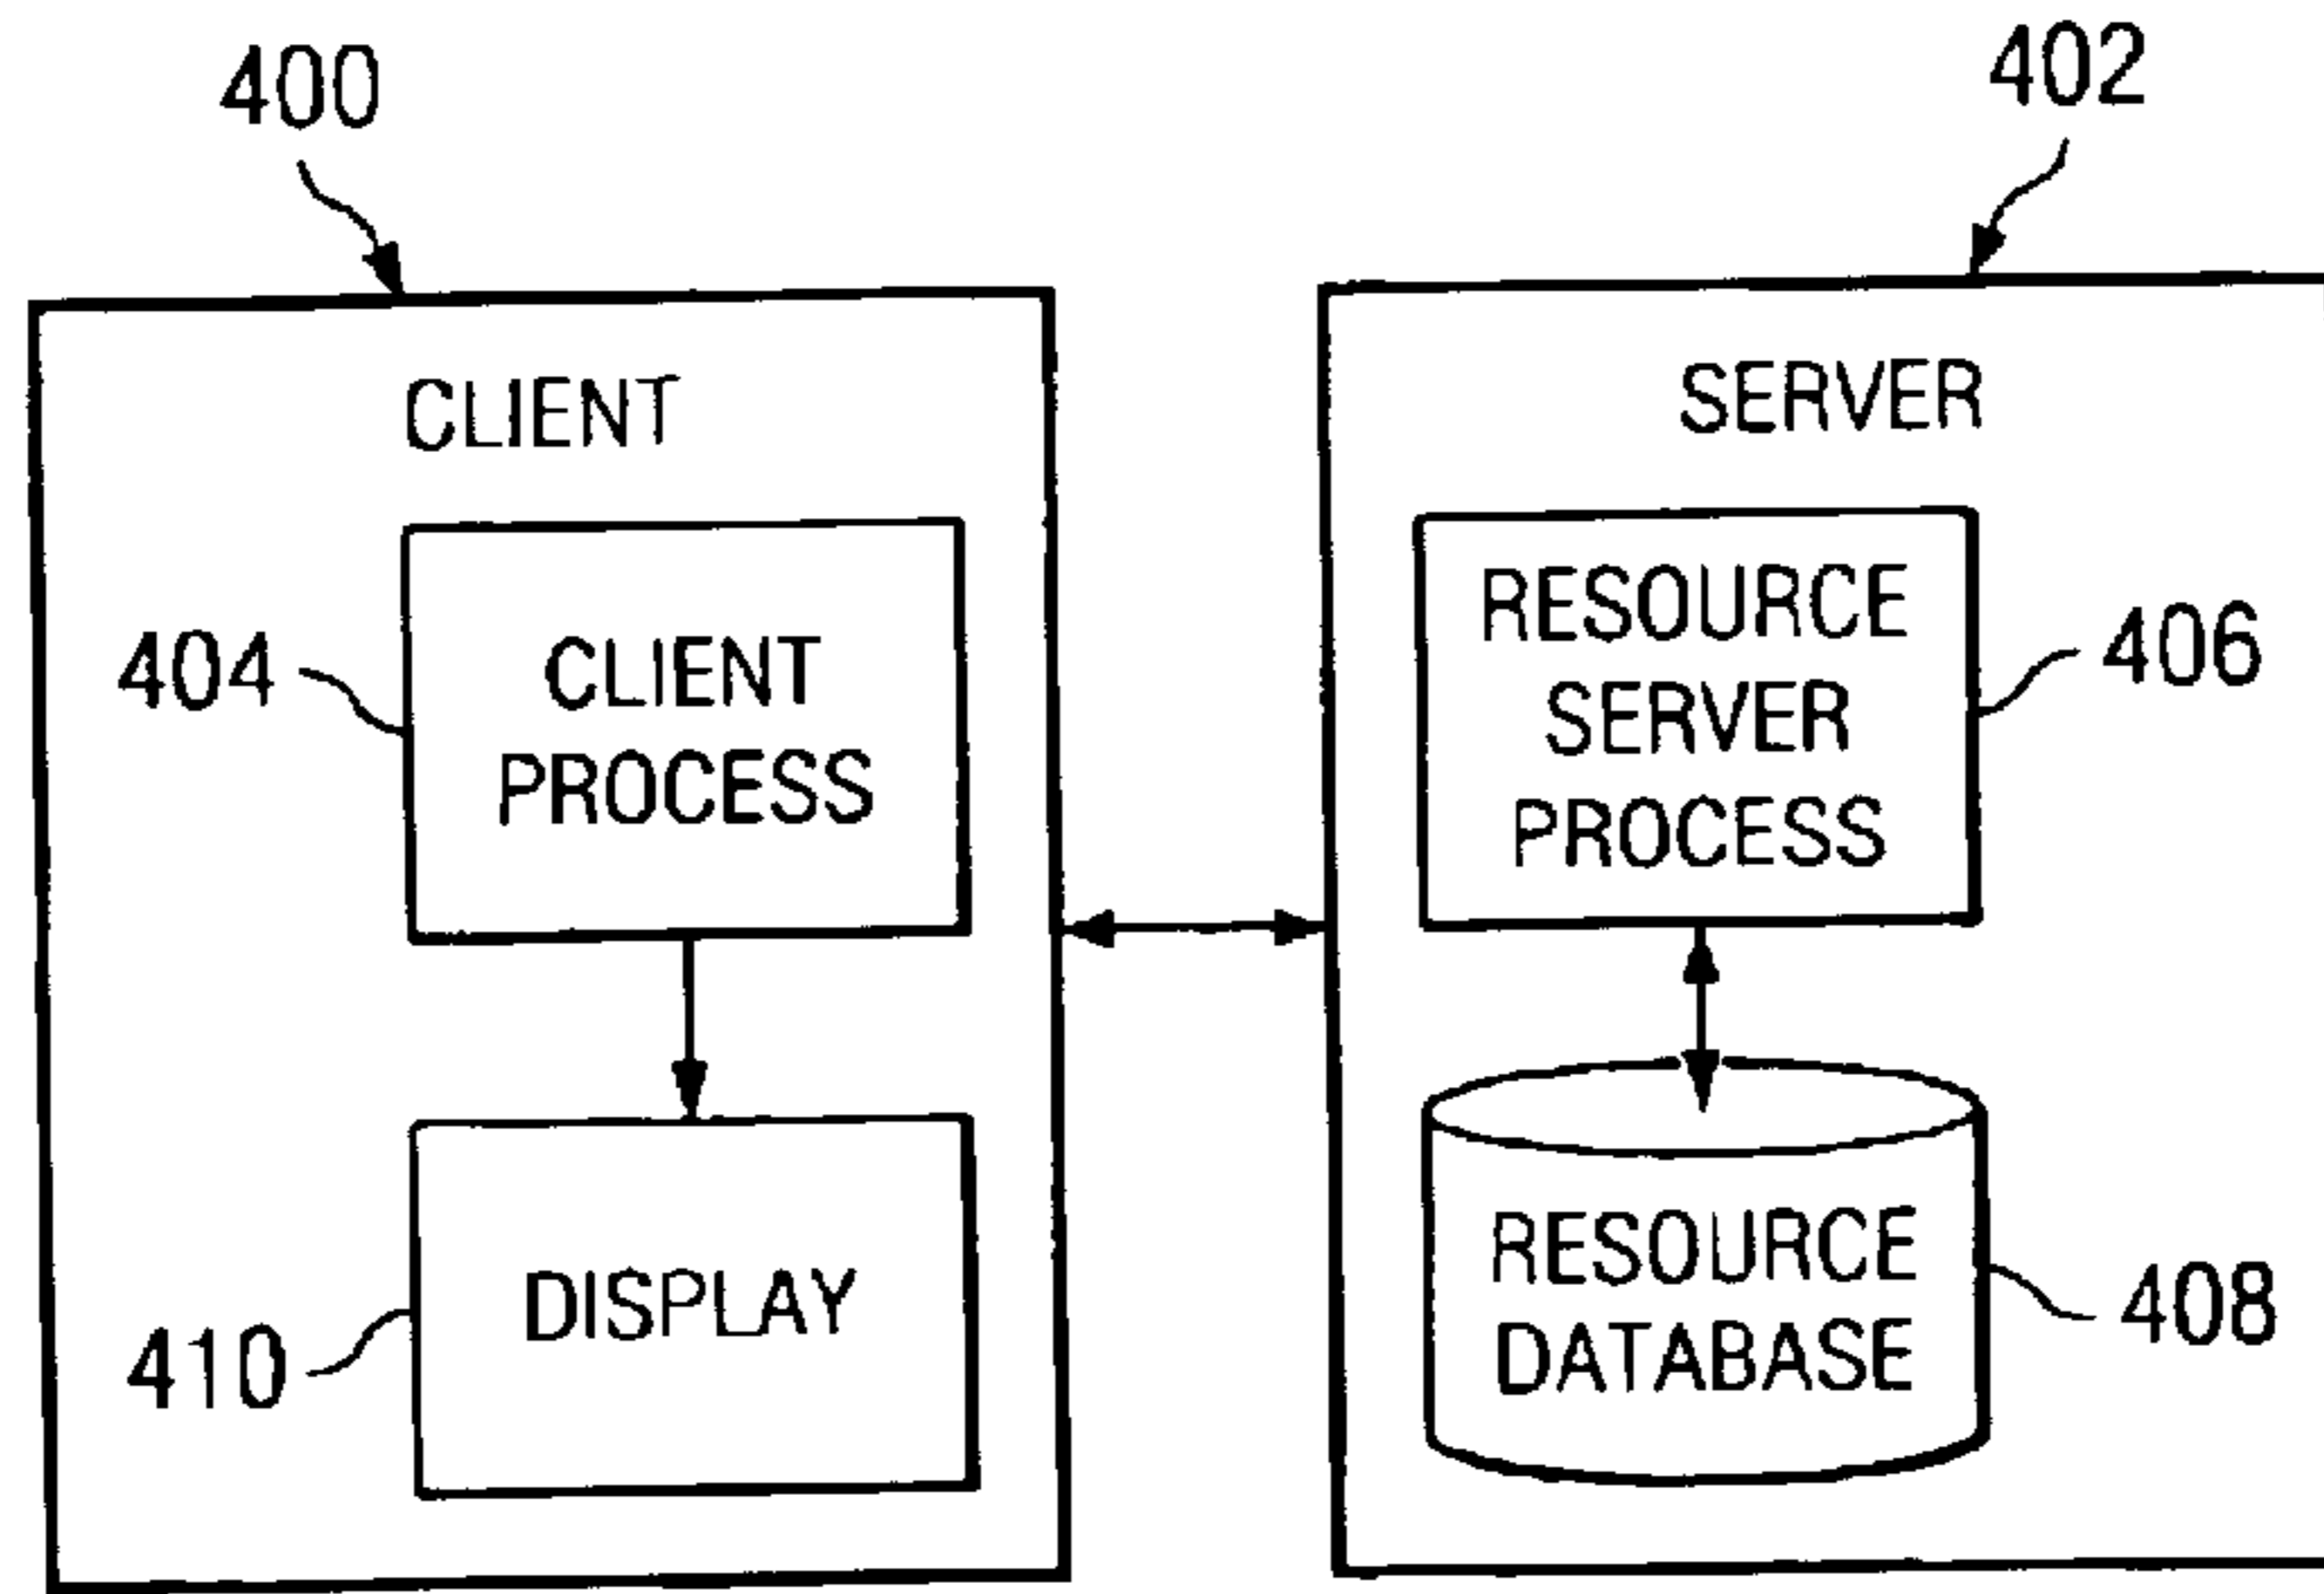 400
402
CLIENT
SERVER
404
CLIENT
PROCESS
RESOURCE
SERVER
PROCESS
406
410
DISPLAY
RESOURCE
DATABASE
408